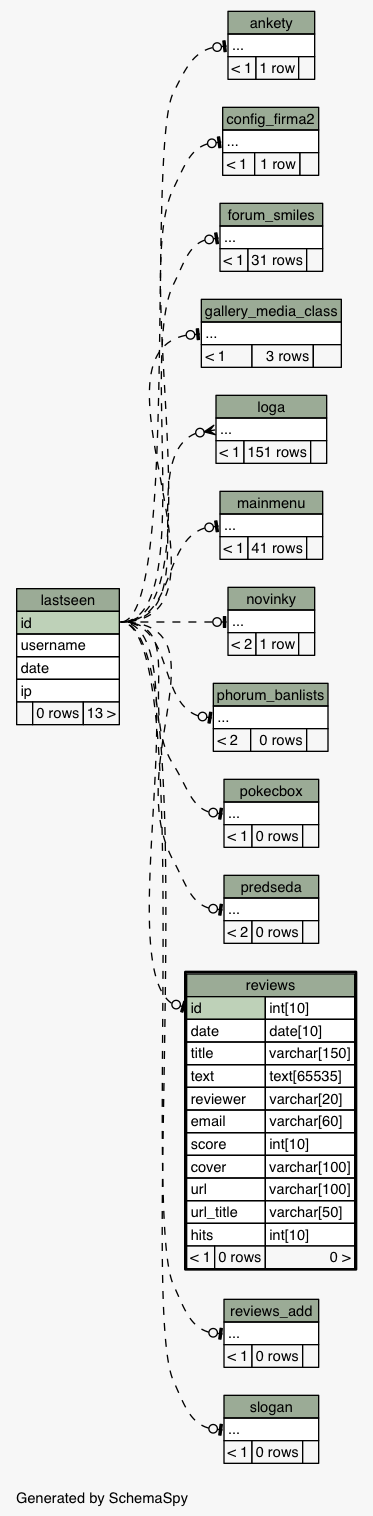 ankety
...
< 1 1 row
config_firma2
...
< 1 1 row
forum_smiles
...
< 1 31 rows
gallery_media_class
...
< 1 3 rows
loga
...
< 1 151 rows
mainmenu
...
< 1 41 rows
lastseen
id
username
date
ip
0 rows 13 >
novinky
...
< 2 1 row
phorum_banlists
...
< 2 0 rows
pokecbox
...
< 1 0 rows
predseda
...
< 2 0 rows
reviews
id int[10]
date date[10]
title varchar[150]
text text[65535]
reviewer varchar[20]
email varchar[60]
score int[10]
cover varchar[100]
url varchar[100]
url_title varchar[50]
hits int[10]
< 1 0 rows 0 >
reviews_add
...
< 1 0 rows
slogan
...
< 1 0 rows
Generated by SchemaSpy